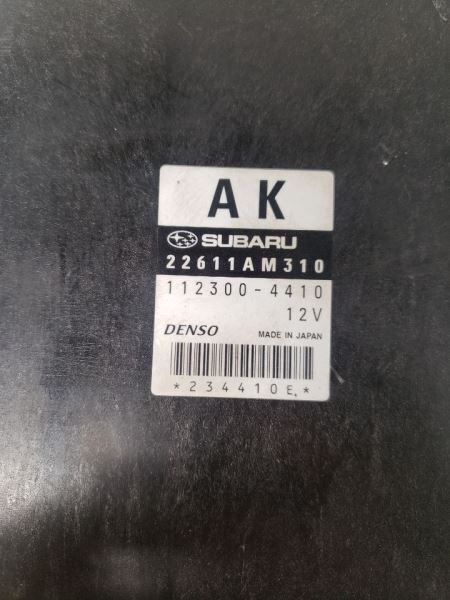 AK
SUBARU
22611AM310
112300-4410
12V
DENSO MADE IN JAPAN
*234410E.*